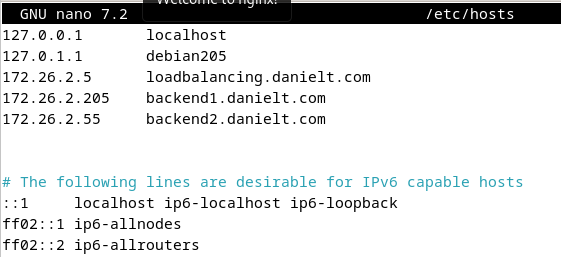 Welcome to nginx!
GNU nano 7.2 /etc/hosts
127.0.0.1 localhost
127.0.1.1 debian205
172.26.2.5 loadbalancing.danielt.com
172.26.2.205 backend1.danielt.com
172.26.2.55 backend2.danielt.com
# The following lines are desirable for IPv6 capable hosts
::1 localhost ip6-localhost ip6-loopback
ff02::1 ip6-allnodes
ff02::2 ip6-allrouters